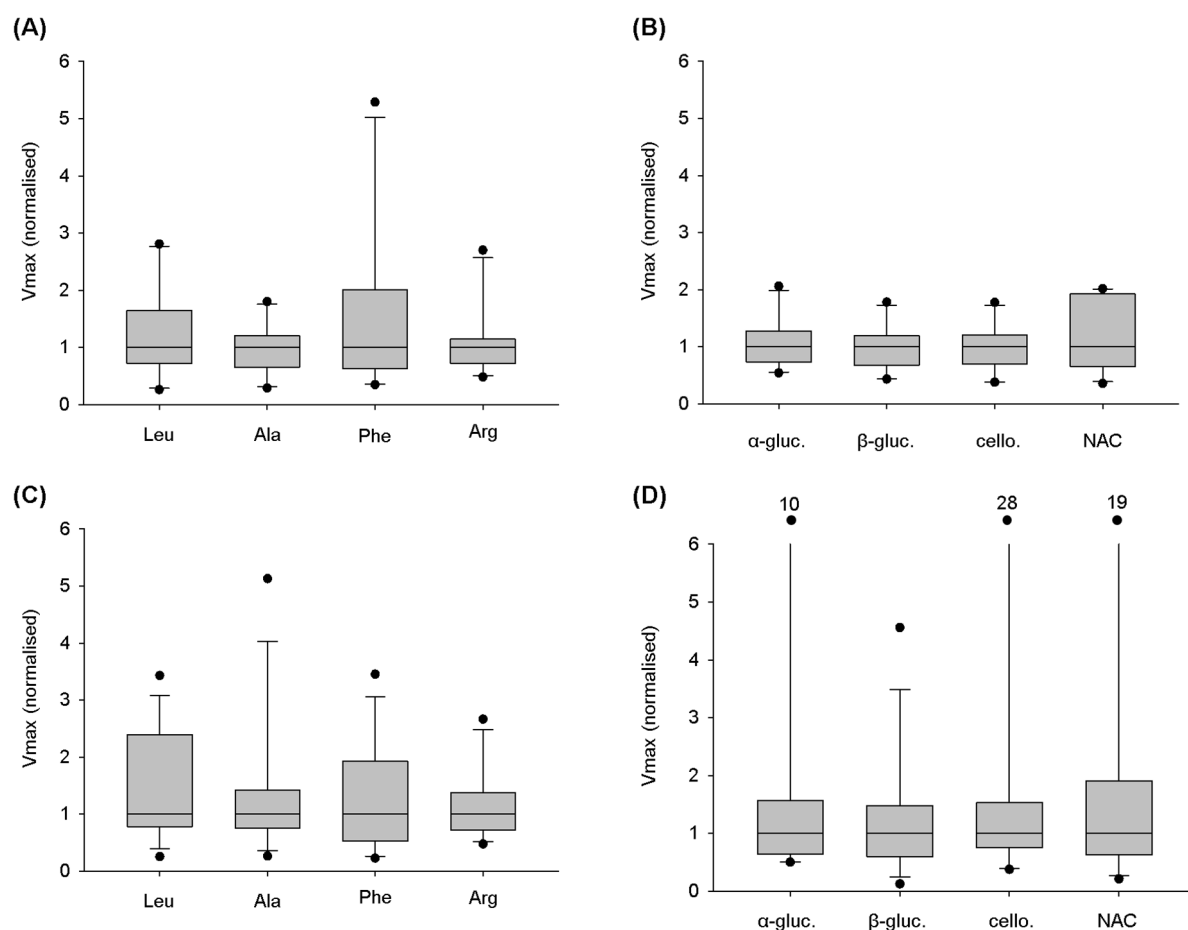 (A)
6
5
4
3
2
1
0
Vmax (normalised)
Leu Ala Phe Arg
(B)
6
5
4
3
2
1
0
Vmax (normalised)
α-gluc. β-gluc. cello. NAC
(C)
6
5
4
3
2
1
0
Vmax (normalised)
Leu Ala Phe Arg
(D)
10 28 19
6
5
4
3
2
1
0
Vmax (normalised)
α-gluc. β-gluc. cello. NAC